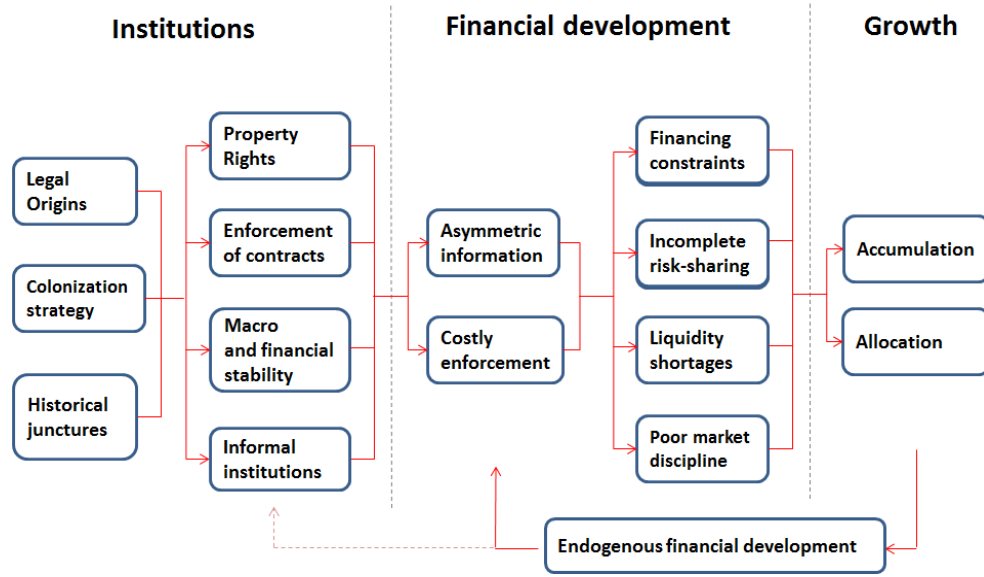 Institutions
Financial development
Growth
Legal
Origins
Colonization
strategy
Historical
junctures
Property
Rights
Enforcement
of contracts
Macro
and financial
stability
Informal
institutions
Asymmetric
information
Costly
enforcement
Financing
constraints
Incomplete
risk-sharing
Liquidity
shortages
Poor market
discipline
Accumulation
Allocation
Endogenous financial development